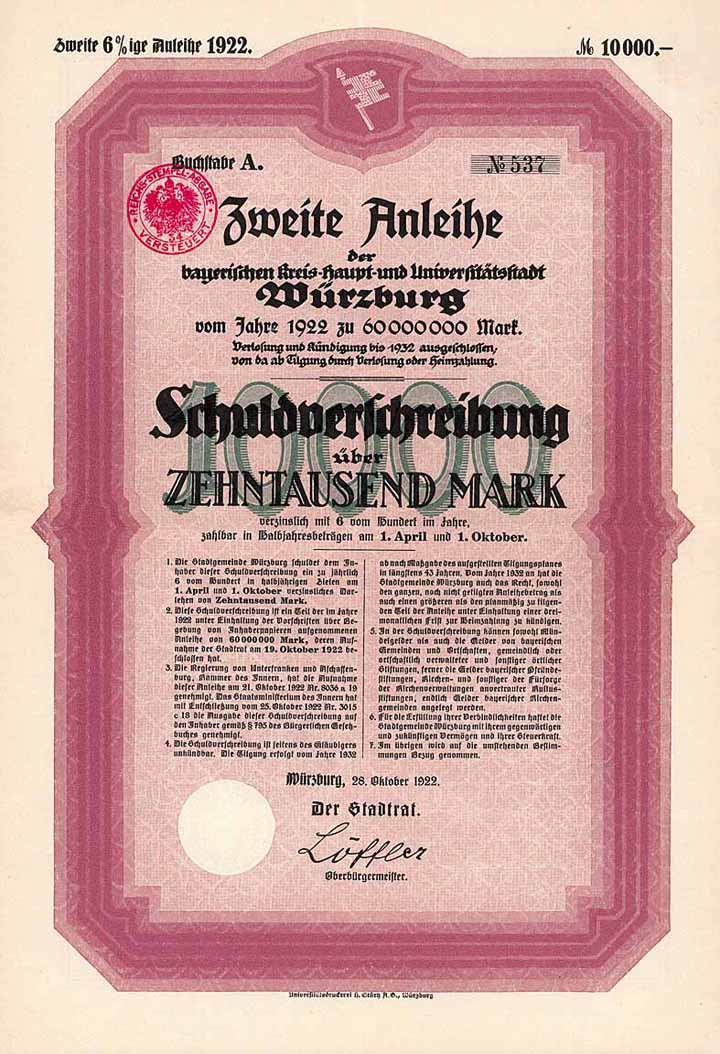 Zweite 6%ige Anleihe 1922.
ℳ 10000.–
Buchstabe A.
№ 537
REICHS-STEMPEL-ABGABE
34
VERSTEUERT
Zweite Anleihe
der
bayerischen Kreis-Haupt- und Universitätsstadt
Würzburg
vom Jahre 1922 zu 60000000 Mark.
Verlosung und Kündigung bis 1932 ausgeschlossen,
von da ab Tilgung durch Verlosung oder Heimzahlung.
10000
Schuldverschreibung
über
ZEHNTAUSEND MARK
verzinslich mit 6 vom Hundert im Jahre,
zahlbar in Halbjahresbeträgen am 1. April und 1. Oktober.
1. Die Stadtgemeinde Würzburg schuldet dem In-
haber dieser Schuldverschreibung ein zu jährlich
6 vom Hundert in halbjährigen Zielen am
1. April und 1. Oktober verzinsliches Dar-
lehen von Zehntausend Mark.
2. Diese Schuldverschreibung ist ein Teil der im Jahre
1922 unter Einhaltung der Vorschriften über Be-
gebung von Inhaberpapieren aufgenommenen
Anleihe von 60000000 Mark, deren Auf-
nahme der Stadtrat am 19. Oktober 1922 be-
schlossen hat.
3. Die Regierung von Unterfranken und Aschaffen-
burg, Kammer des Innern, hat die Aufnahme
dieser Anleihe am 21. Oktober 1922 Nr. 8036 a 19
genehmigt. Das Staatsministerium des Innern hat
mit Entschließung vom 25. Oktober 1922 Nr. 3015
c 18 die Ausgabe dieser Schuldverschreibung auf
den Inhaber gemäß § 795 des Bürgerlichen Gesetz-
buches genehmigt.
4. Die Schuldverschreibung ist seitens des Gläubigers
unkündbar. Die Tilgung erfolgt vom Jahre 1932
ab nach Maßgabe des aufgestellten Tilgungsplanes
in längstens 43 Jahren. Vom Jahre 1932 an hat die
Stadtgemeinde Würzburg auch das Recht, sowohl
den ganzen, noch nicht getilgten Anleihebetrag als
auch einen größeren als den planmäßig zu tilgen-
den Teil der Anleihe unter Einhaltung einer drei-
monatlichen Frist zur Heimzahlung zu kündigen.
5. In der Schuldverschreibung können sowohl Mün-
delgelder als auch die Gelder von bayerischen
Gemeinden und Ortschaften, gemeindlich oder
ortschaftlich verwalteter und sonstiger örtlicher
Stiftungen, ferner die Gelder bayerischer Pfründe-
stiftungen, Kirchen- und sonstiger der Fürsorge
der Kirchenverwaltungen anvertrauter Kultus-
stiftungen, endlich Gelder bayerischer Kirchen-
gemeinden angelegt werden.
6. Für die Erfüllung ihrer Verbindlichkeiten haftet die
Stadtgemeinde Würzburg mit ihrem gegenwärtigen
und zukünftigen Vermögen und ihrer Steuerkraft.
7. Im übrigen wird auf die umstehenden Bestim-
mungen Bezug genommen.
Würzburg, 28. Oktober 1922.
Der Stadtrat.
Löffler
Oberbürgermeister.
Universitätsdruckerei H. Stürtz A.G., Würzburg